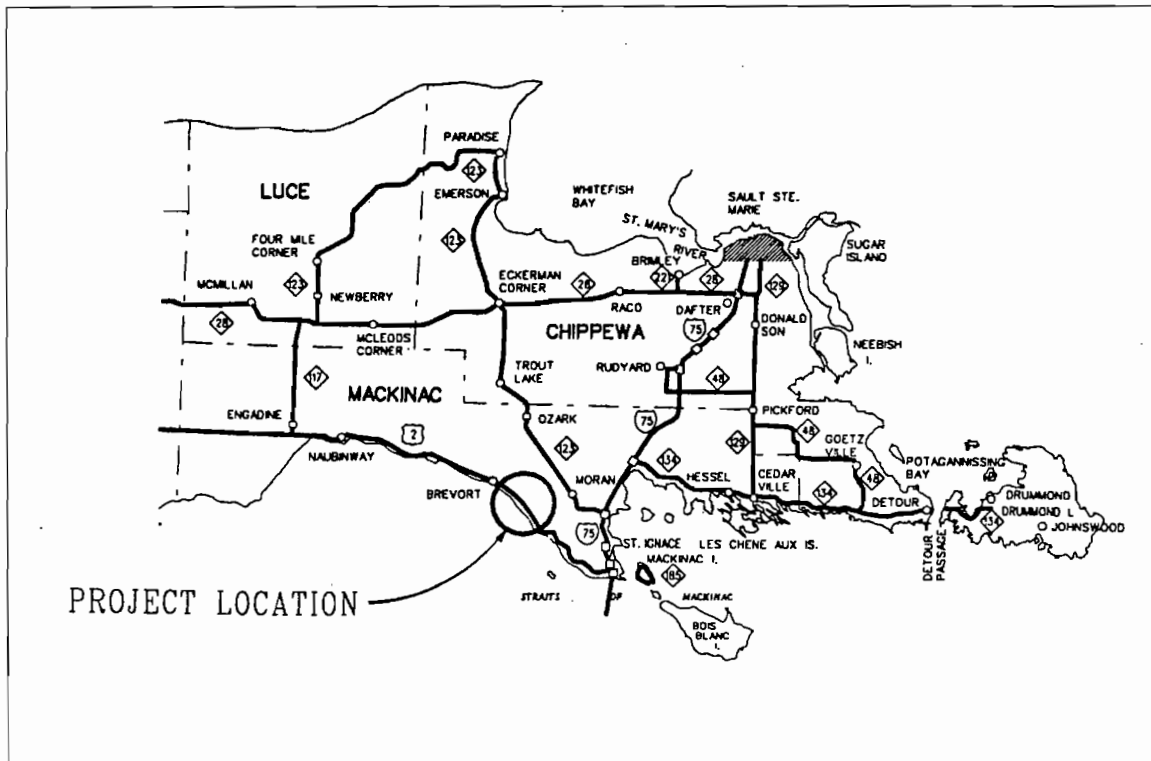 PARADISE
123
LUCE
EMERSON
WHITEFISH
BAY
SAULT STE.
MARIE
ST. MARY'S
RIVER
SUGAR
ISLAND
FOUR MILE
CORNER
123
BRIMLEY
221
28
129
MCMILLAN
123
NEWBERRY
ECKERMAN
CORNER
28
RACO
DAFTER
28
MCLEODS
CORNER
CHIPPEWA
75
DONALD
SON
NEEBISH
I.
117
MACKINAC
TROUT
LAKE
RUDYARD
48
ENGADINE
OZARK
75
PICKFORD
NAUBINWAY
2
123
134
129
48
GOETZ
VILLE
BREVORT
MORAN
HESSEL
CEDAR
VILLE
134
48
DETOUR
POTAGANNISSING
BAY
DRUMMOND
DRUMMOND I.
134
JOHNSWOOD
DETOUR
PASSAGE
75
ST. IGNACE
LES CHENE AUX IS.
MACKINAC I.
185
PROJECT LOCATION
STRAITS OF MACKINAC
BOIS
BLANC
I.